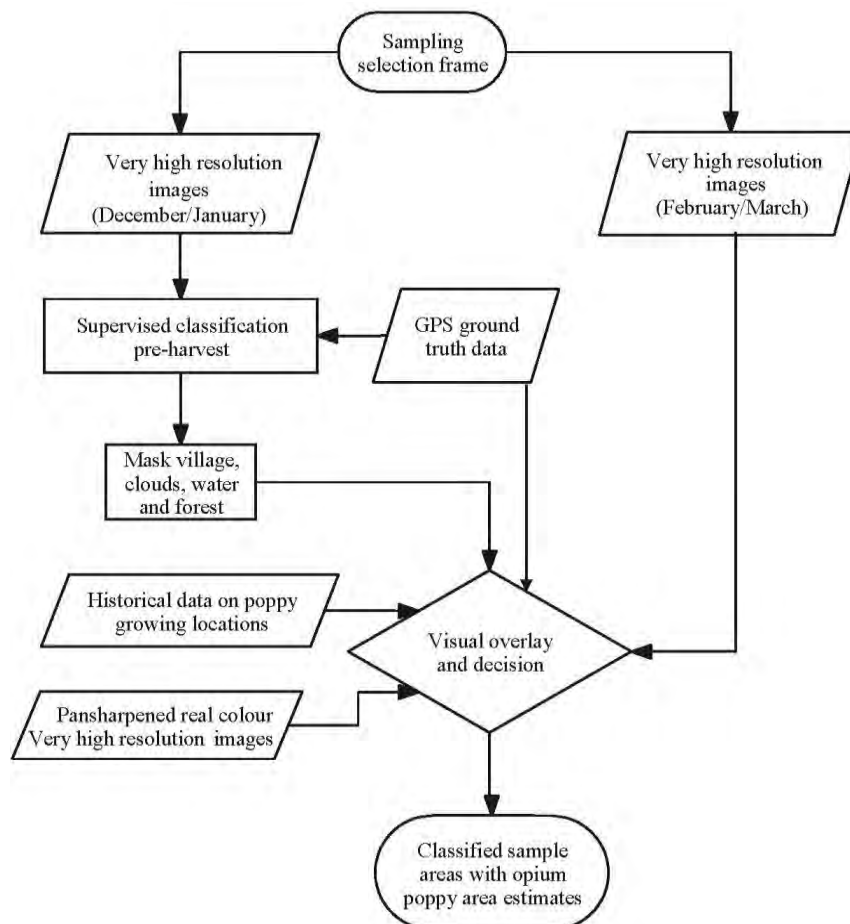 Sampling
selection frame
Very high resolution
images
(December/January)
Very high resolution
images
(February/March)
Supervised classification
pre-harvest
GPS ground
truth data
Mask village,
clouds, water
and forest
Historical data on poppy
growing locations
Visual overlay
and decision
Pansharpened real colour
Very high resolution images
Classified sample
areas with opium
poppy area estimates